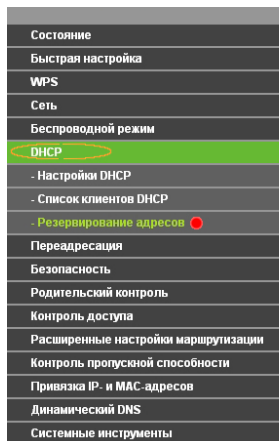 Состояние
Быстрая настройка
WPS
Сеть
Беспроводной режим
DHCP
- Настройки DHCP
- Список клиентов DHCP
- Резервирование адресов
Переадресация
Безопасность
Родительский контроль
Контроль доступа
Расширенные настройки маршрутизации
Контроль пропускной способности
Привязка IP- и MAC-адресов
Динамический DNS
Системные инструменты